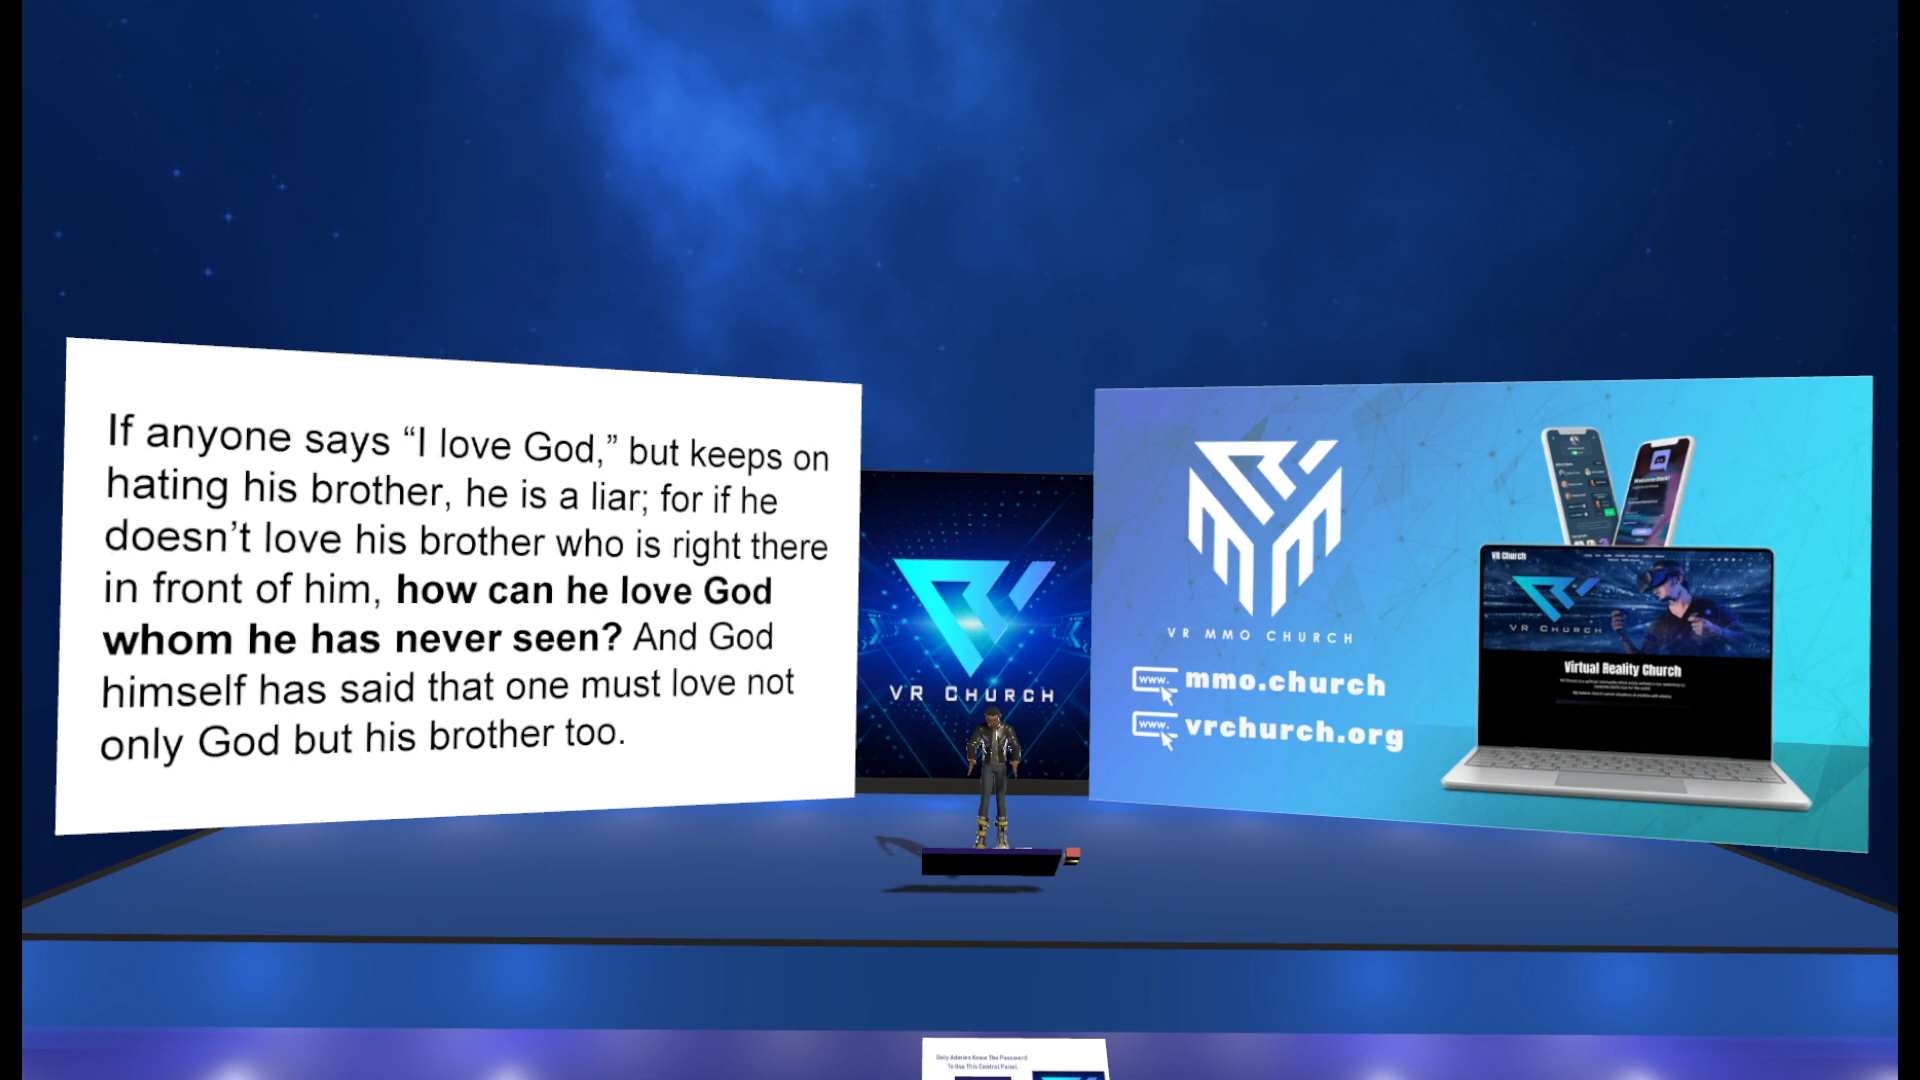 If anyone says “I love God,” but keeps on
hating his brother, he is a liar; for if he
doesn’t love his brother who is right there
in front of him, how can he love God
whom he has never seen? And God
himself has said that one must love not
only God but his brother too.
VR CHURCH
VR MMO CHURCH
www.
mmo.church
www.
vrchurch.org
VR Church
VR CHURCH
Virtual Reality Church
Only Admins Know The Password
To Use This Control Panel.